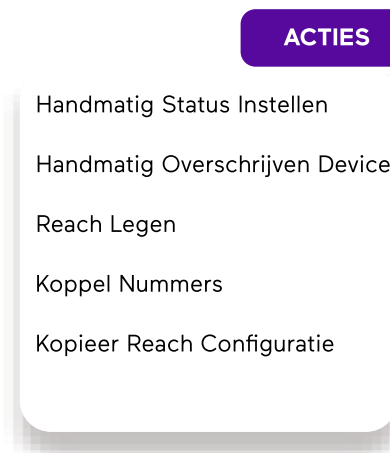 ACTIES
Handmatig Status Instellen
Handmatig Overschrijven Device
Reach Legen
Koppel Nummers
Kopieer Reach Configuratie